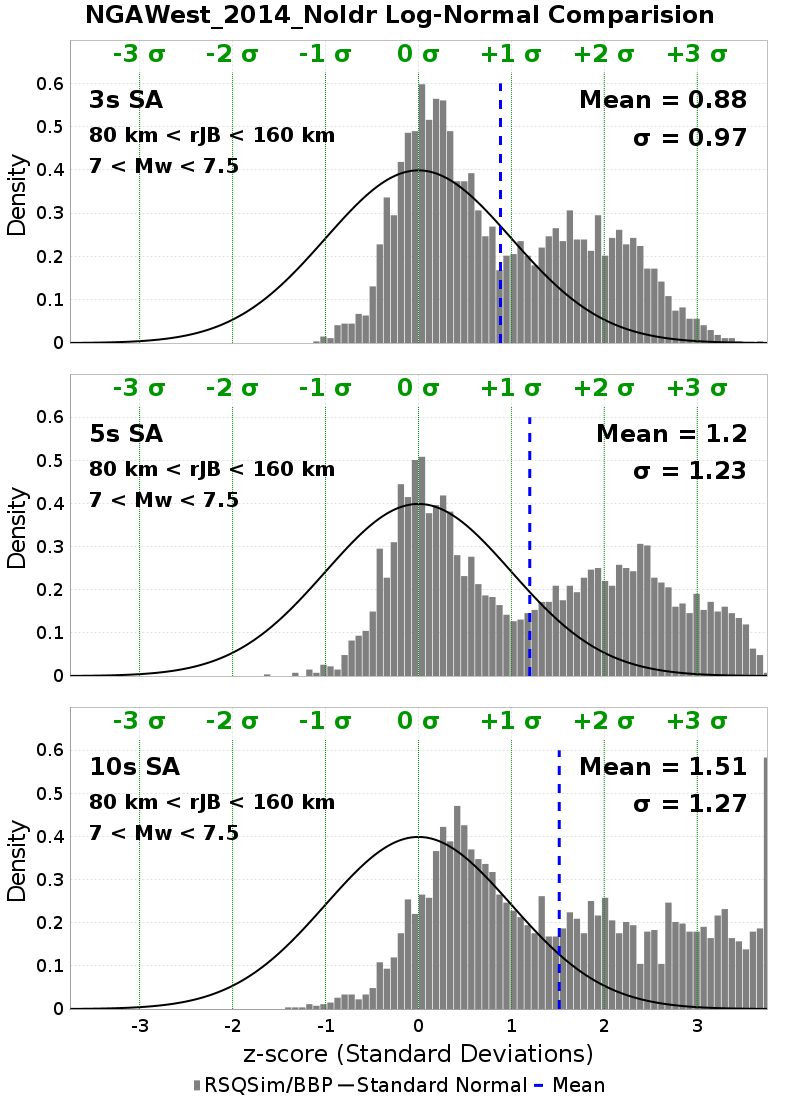 NGAWest_2014_NoIdr Log-Normal Comparision
-3 σ -2 σ -1 σ 0 σ +1 σ +2 σ +3 σ
3s SA
80 km < rJB < 160 km
7 < Mw < 7.5
Mean = 0.88
σ = 0.97
Density
0.6
0.5
0.4
0.3
0.2
0.1
0
-3 σ -2 σ -1 σ 0 σ +1 σ +2 σ +3 σ
5s SA
80 km < rJB < 160 km
7 < Mw < 7.5
Mean = 1.2
σ = 1.23
Density
0.6
0.5
0.4
0.3
0.2
0.1
0
-3 σ -2 σ -1 σ 0 σ +1 σ +2 σ +3 σ
10s SA
80 km < rJB < 160 km
7 < Mw < 7.5
Mean = 1.51
σ = 1.27
Density
0.6
0.5
0.4
0.3
0.2
0.1
0
-3 -2 -1 0 1 2 3
z-score (Standard Deviations)
RSQSim/BBP Standard Normal Mean